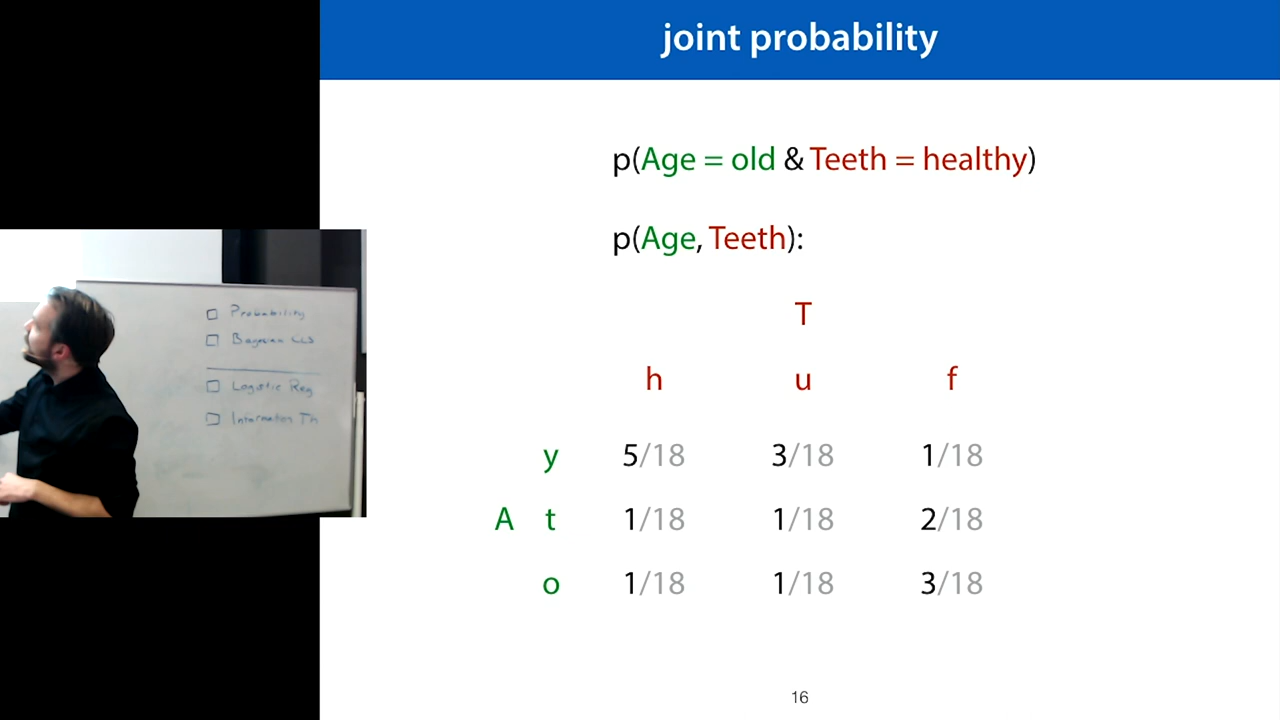 joint probability
p(Age = old & Teeth = healthy)
p(Age, Teeth):
T
h u f
y 5/18 3/18 1/18
A t 1/18 1/18 2/18
o 1/18 1/18 3/18
16
Probability
Bayesian
Logistic Reg
Information Th